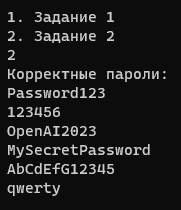 1. Задание 1
2. Задание 2
2
Корректные пароли:
Password123
123456
OpenAI2023
MySecretPassword
AbCdEfG12345
qwerty